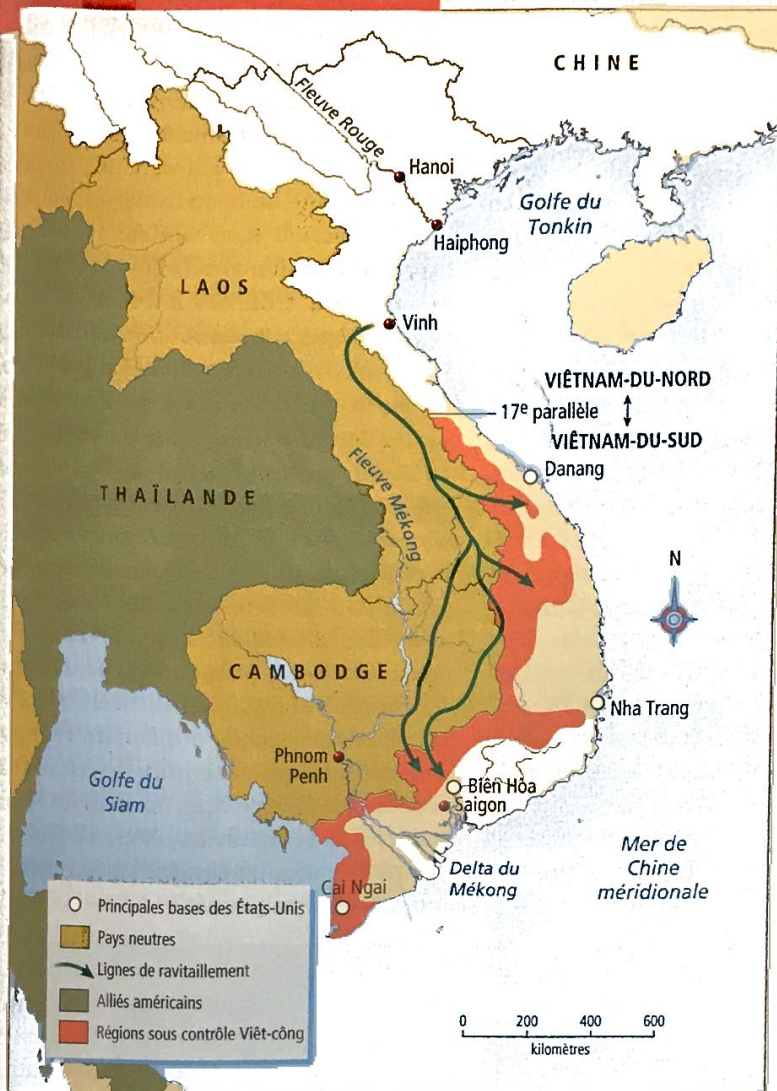 CHINE
Fleuve Rouge
Hanoi
Golfe du
Tonkin
Haiphong
LAOS
Vinh
VIÊTNAM-DU-NORD
17e parallèle
VIÊTNAM-DU-SUD
Danang
THAÏLANDE
Fleuve Mékong
N
CAMBODGE
Nha Trang
Phnom
Penh
Biên Hòa
Saigon
Golfe du
Siam
Mer de
Chine
méridionale
Delta du
Mékong
Cai Ngai
Principales bases des États-Unis
Pays neutres
Lignes de ravitaillement
Alliés américains
Régions sous contrôle Viêt-công
0 200 400 600
kilomètres